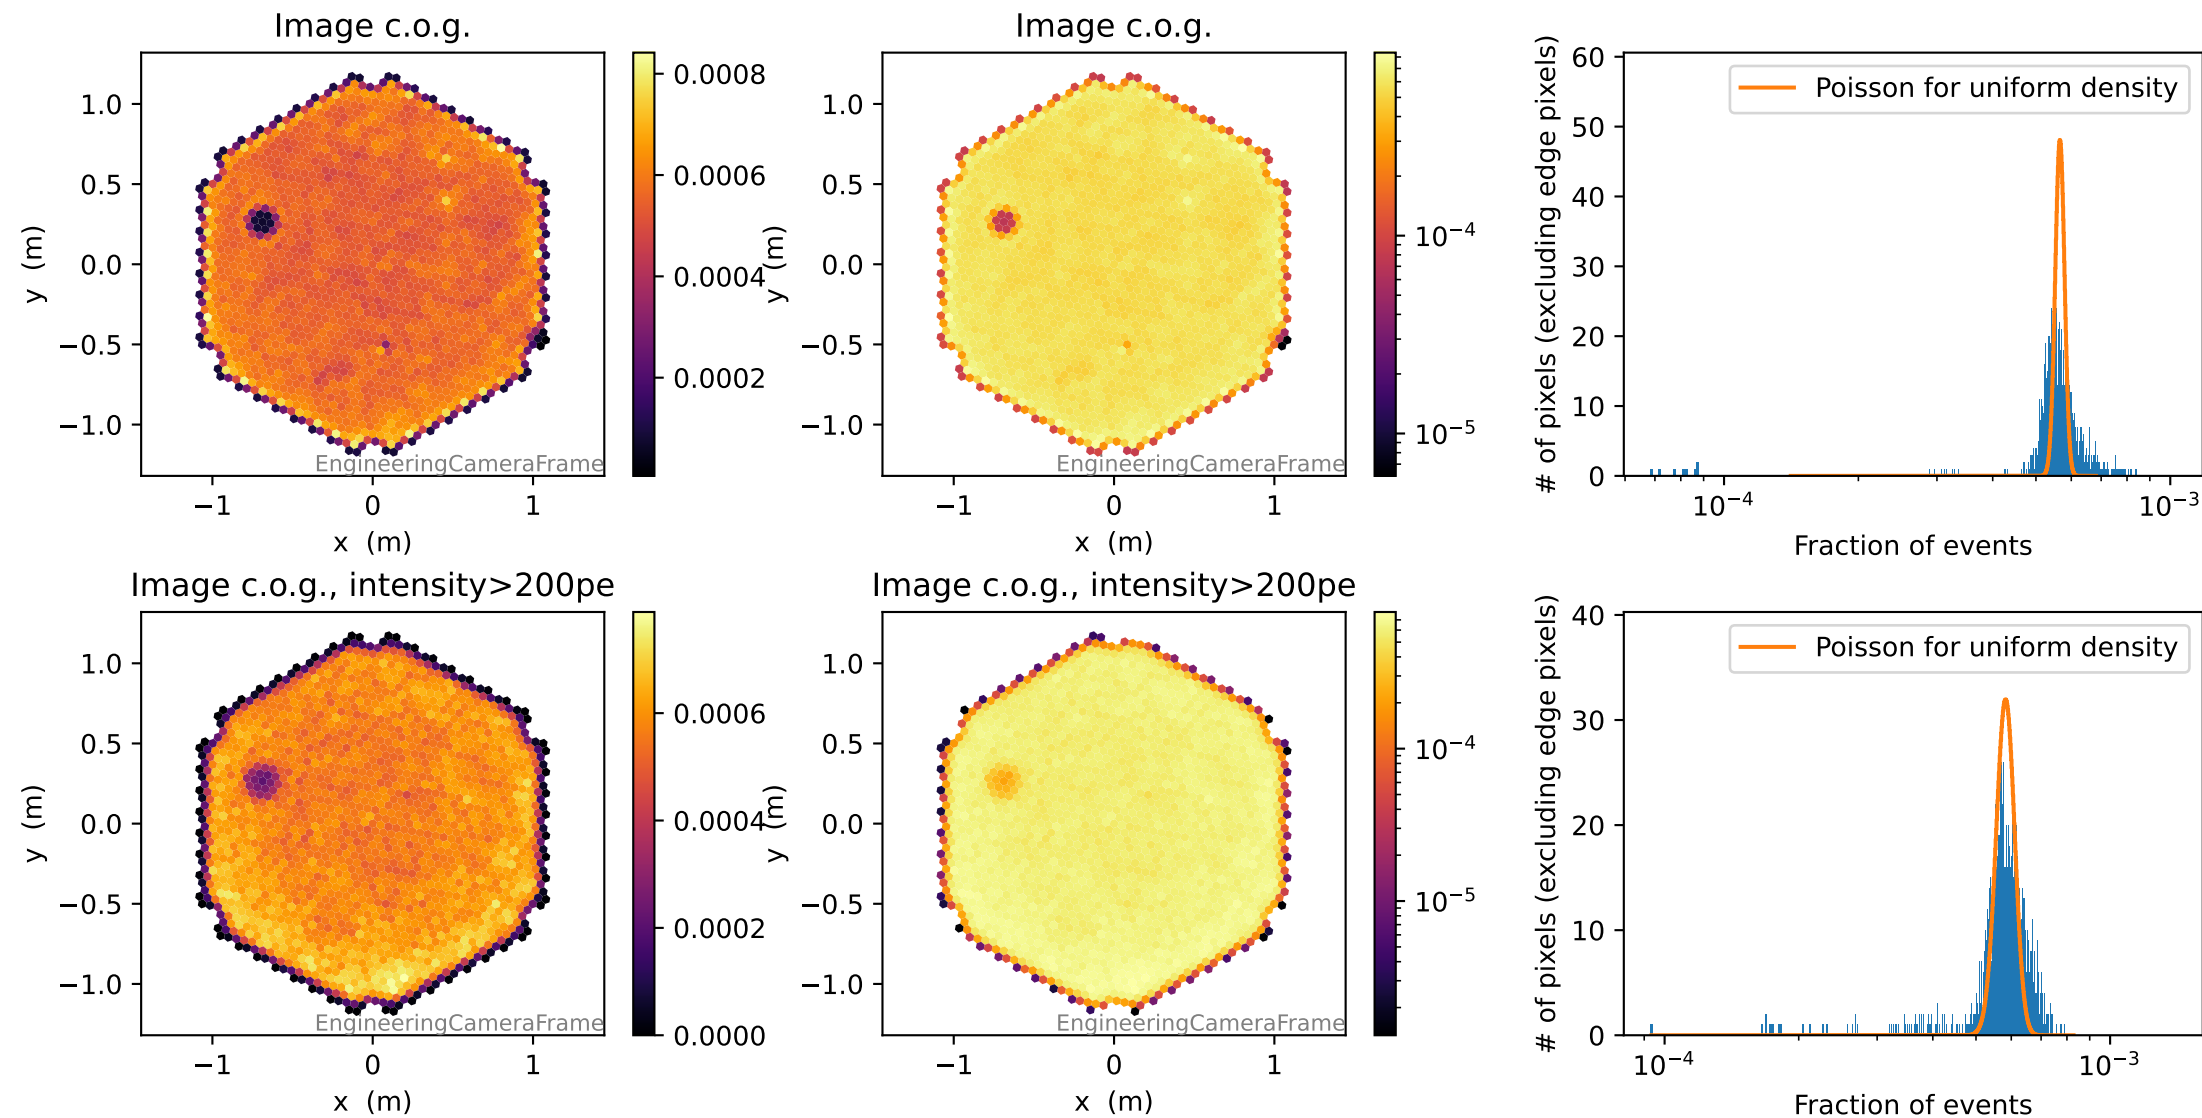 Image c.o.g.
1.0
0.5
0.0
−0.5
−1.0
y (m)
−1
0
1
x (m)
EngineeringCameraFrame
0.0008
0.0006
0.0004
0.0002
Image c.o.g.
1.0
0.5
0.0
−0.5
−1.0
y (m)
−1
0
1
x (m)
EngineeringCameraFrame
10⁻⁴
10⁻⁵
60
50
40
30
20
10
0
# of pixels (excluding edge pixels)
Poisson for uniform density
10⁻⁴
10⁻³
Fraction of events
Image c.o.g., intensity>200pe
1.0
0.5
0.0
−0.5
−1.0
y (m)
−1
0
1
x (m)
EngineeringCameraFrame
0.0006
0.0004
0.0002
0.0000
Image c.o.g., intensity>200pe
1.0
0.5
0.0
−0.5
−1.0
y (m)
−1
0
1
x (m)
EngineeringCameraFrame
10⁻⁴
10⁻⁵
40
30
20
10
0
# of pixels (excluding edge pixels)
Poisson for uniform density
10⁻⁴
10⁻³
Fraction of events